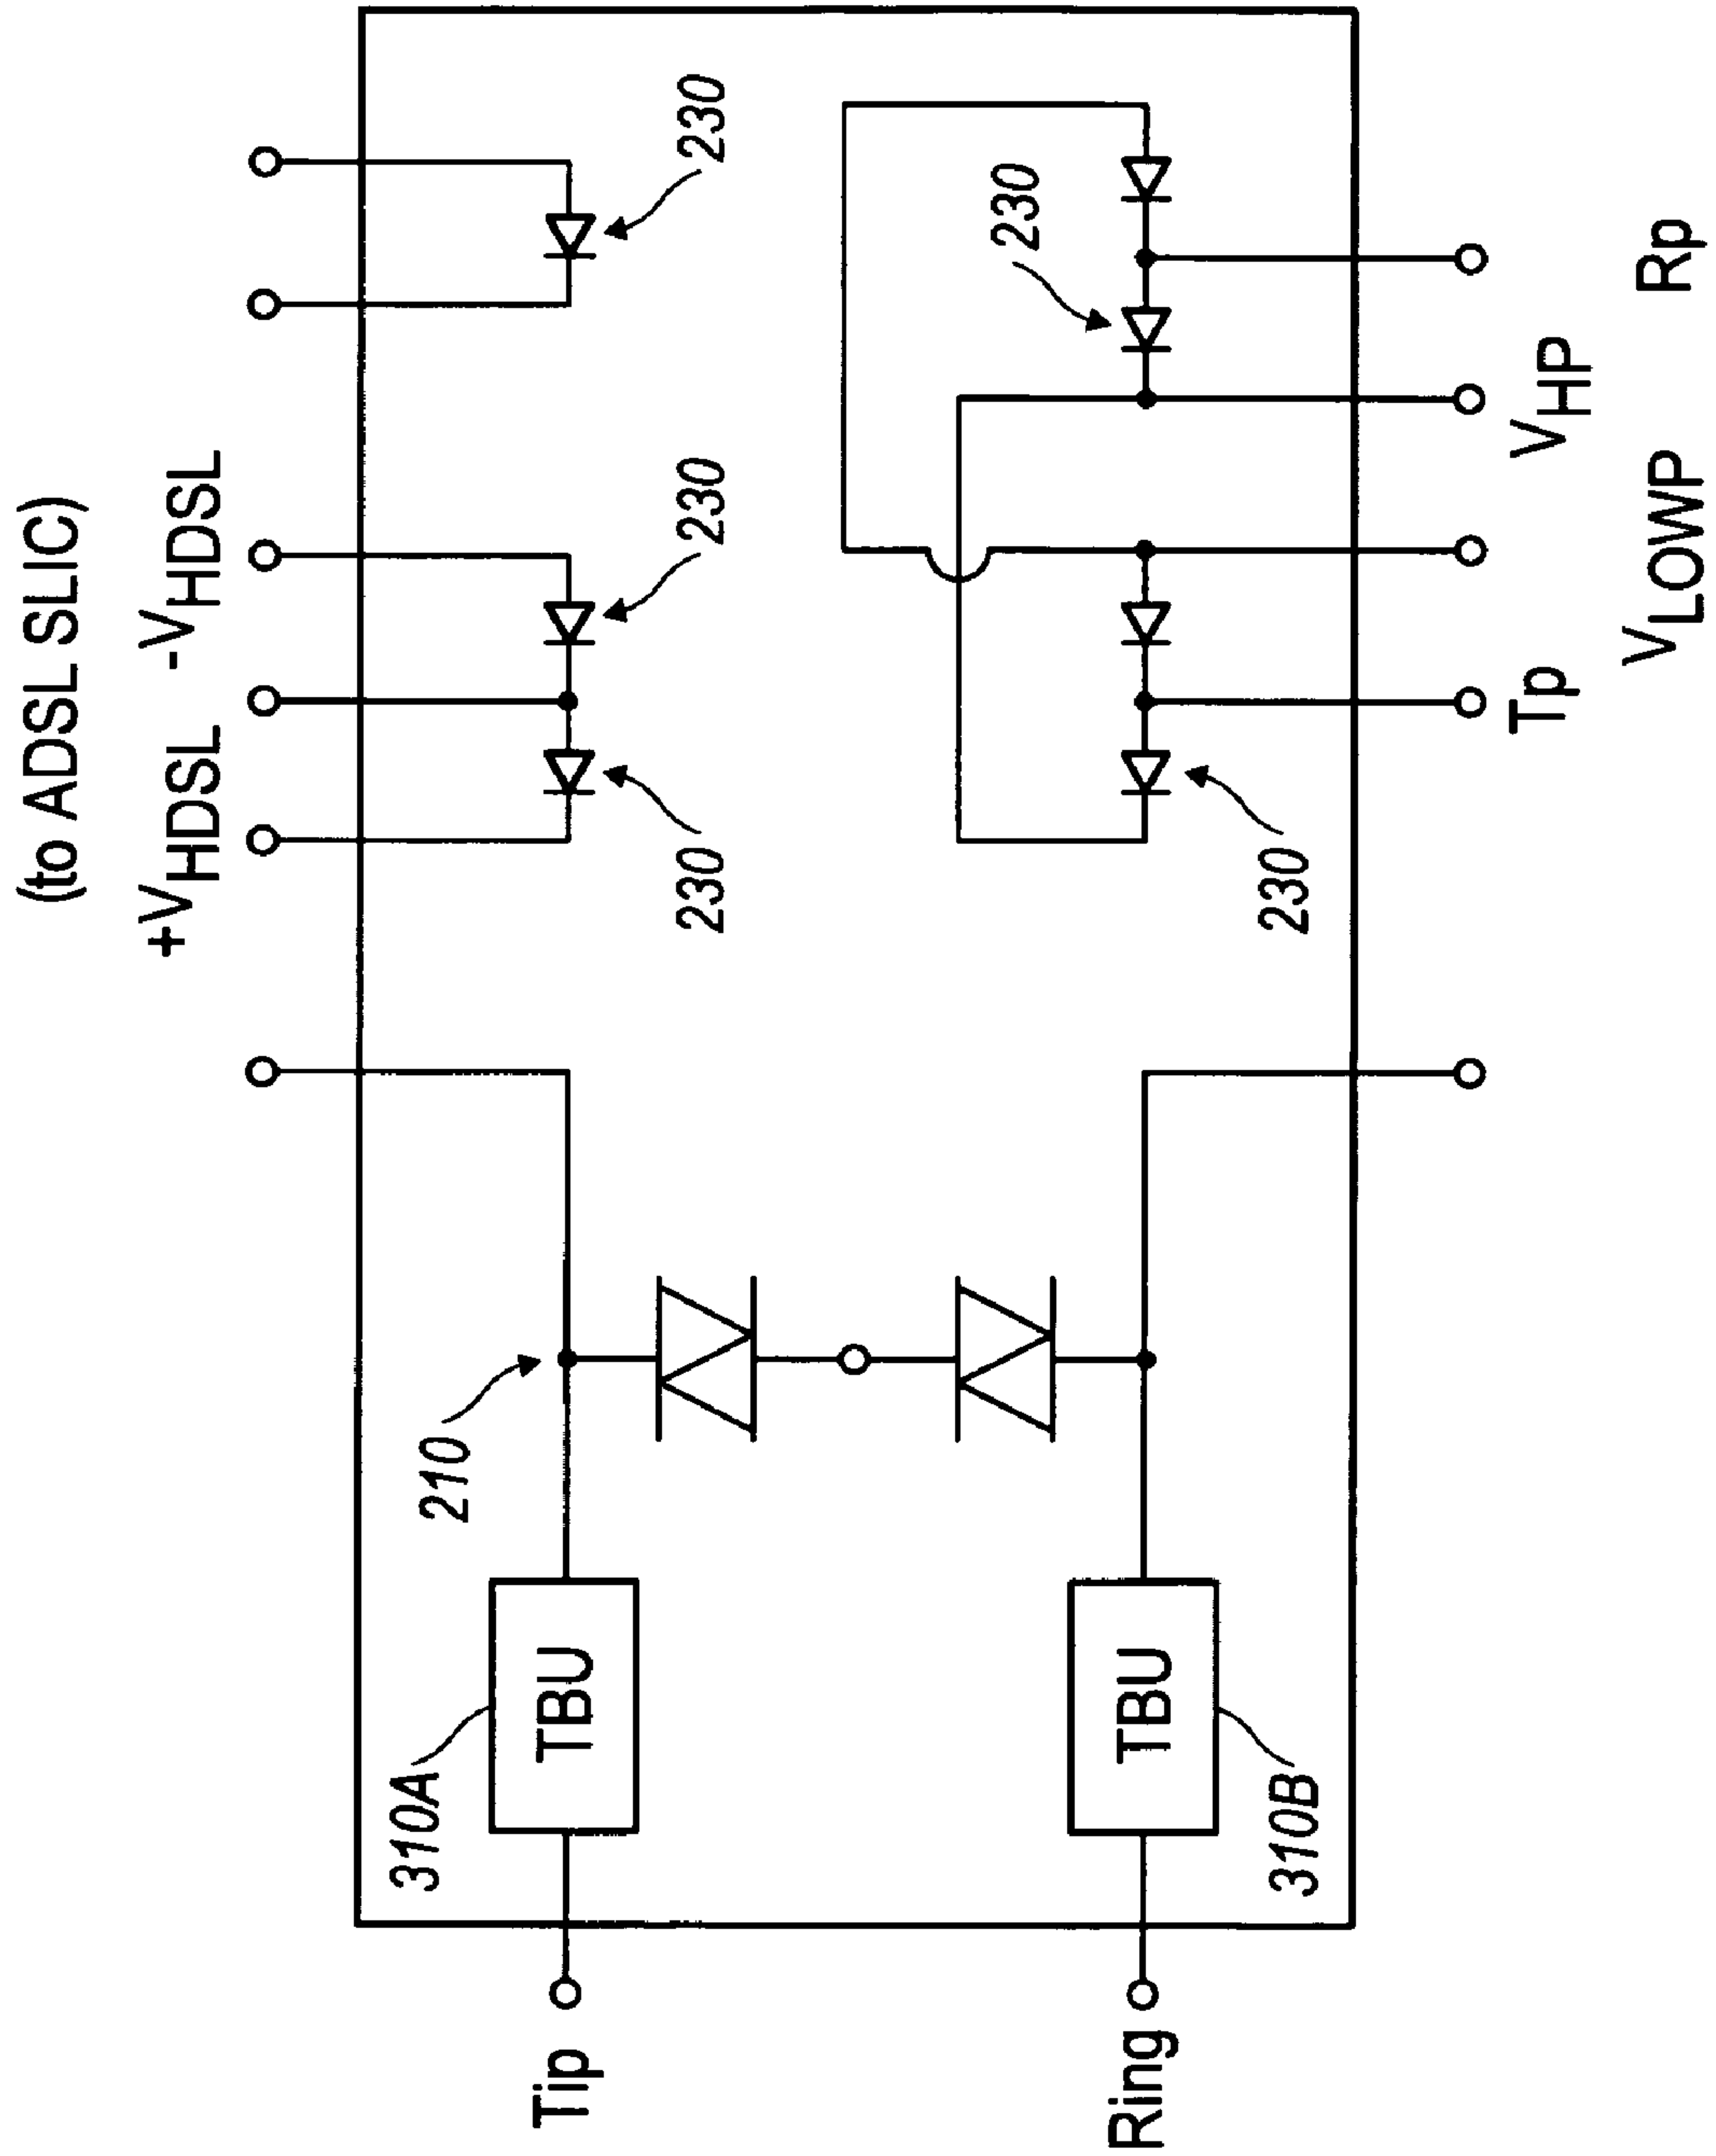 (to ADSL SLIC)
+VHDSL -VHDSL
230
230
230
210
310A
TBU
Tip
230
230
310B
TBU
Ring
Tp
VLOWP
VHP
Rp